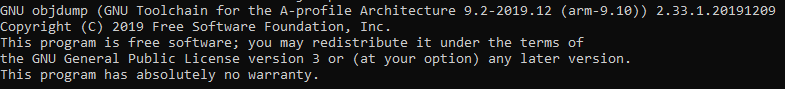 GNU objdump (GNU Toolchain for the A-profile Architecture 9.2-2019.12 (arm-9.10)) 2.33.1.20191209
Copyright (C) 2019 Free Software Foundation, Inc.
This program is free software; you may redistribute it under the terms of
the GNU General Public License version 3 or (at your option) any later version.
This program has absolutely no warranty.